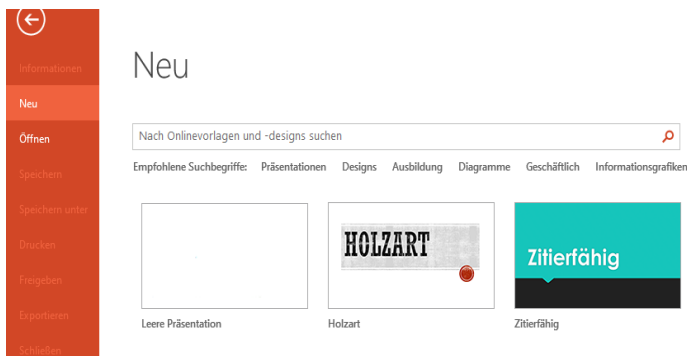 Informationen
Neu
Öffnen
Speichern
Speichern unter
Drucken
Freigeben
Exportieren
Schließen
Neu
Nach Onlinevorlagen und -designs suchen
Empfohlene Suchbegriffe: Präsentationen Designs Ausbildung Diagramme Geschäftlich Informationsgrafiken
HOLZART
Zitierfähig
Leere Präsentation Holzart Zitierfähig